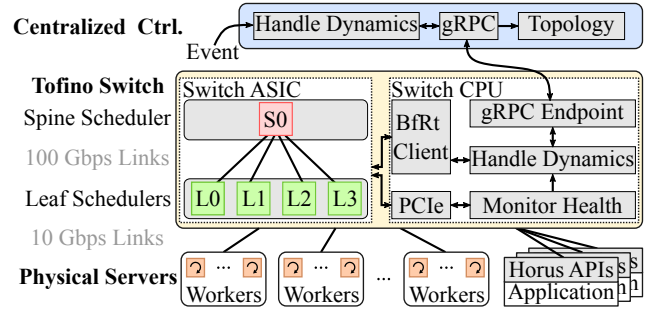 Centralized Ctrl.
Handle Dynamics
gRPC
Topology
Event
Tofino Switch
Switch ASIC
Switch CPU
Spine Scheduler
S0
BfRt
Client
gRPC Endpoint
100 Gbps Links
Handle Dynamics
Leaf Schedulers
L0 L1 L2 L3
PCIe
Monitor Health
10 Gbps Links
Physical Servers
... ... ... ...
Workers Workers Workers
Horus APIs
Application